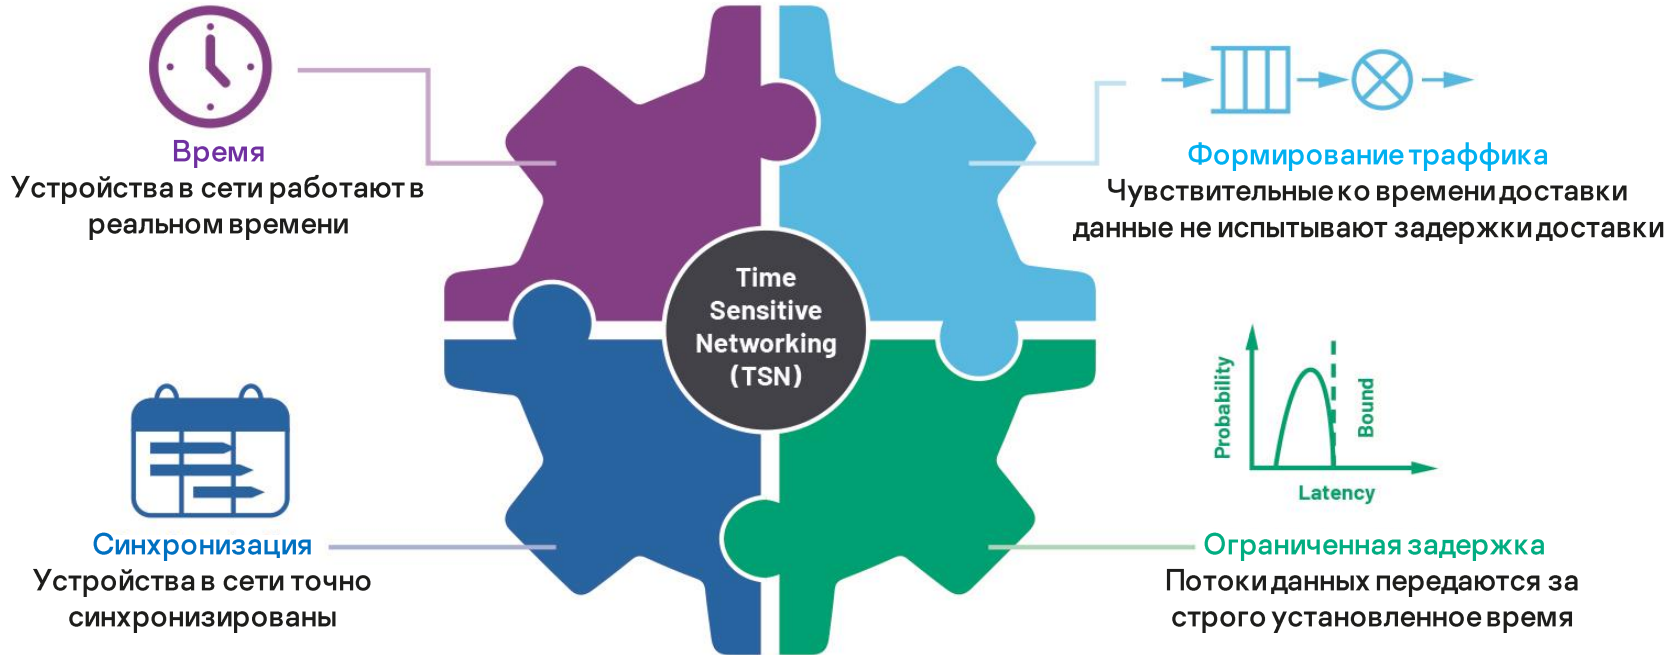 Время
Устройства в сети работают в
реальном времени
Формирование траффика
Чувствительные ко времени доставки
данные не испытывают задержки доставки
Time
Sensitive
Networking
(TSN)
Синхронизация
Устройства в сети точно
синхронизированы
Probability
Bound
Latency
Ограниченная задержка
Потоки данных передаются за
строго установленное время